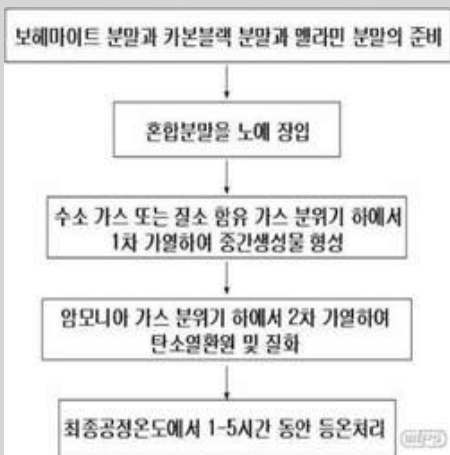 보헤마이트 분말과 카본블랙 분말과 멜라민 분말의 준비
혼합분말을 노에 장입
수소 가스 또는 질소 함유 가스 분위기 하에서
1차 가열하여 중간생성물 형성
암모니아 가스 분위기 하에서 2차 가열하여
탄소열환원 및 질화
최종공정온도에서 1-5시간 동안 등온처리